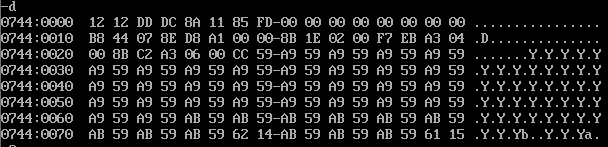 -d
0744:0000  12 12 DD DC 8A 11 85 FD-00 00 00 00 00 00 00 00   ................
0744:0010  B8 44 07 8E D8 A1 00 00-8B 1E 02 00 F7 EB A3 04   .D..............
0744:0020  00 8B C2 A3 06 00 CC 59-A9 59 A9 59 A9 59 A9 59   .......Y.Y.Y.Y.Y
0744:0030  A9 59 A9 59 A9 59 A9 59-A9 59 A9 59 A9 59 A9 59   .Y.Y.Y.Y.Y.Y.Y.Y
0744:0040  A9 59 A9 59 A9 59 A9 59-A9 59 A9 59 A9 59 A9 59   .Y.Y.Y.Y.Y.Y.Y.Y
0744:0050  A9 59 A9 59 A9 59 A9 59-A9 59 A9 59 A9 59 A9 59   .Y.Y.Y.Y.Y.Y.Y.Y
0744:0060  A9 59 A9 59 AB 59 AB 59-AB 59 AB 59 AB 59 AB 59   .Y.Y.Y.Y.Y.Y.Y.Y
0744:0070  AB 59 AB 59 AB 59 62 14-AB 59 AB 59 AB 59 61 15   .Y.Y.Yb..Y.Y.Ya.